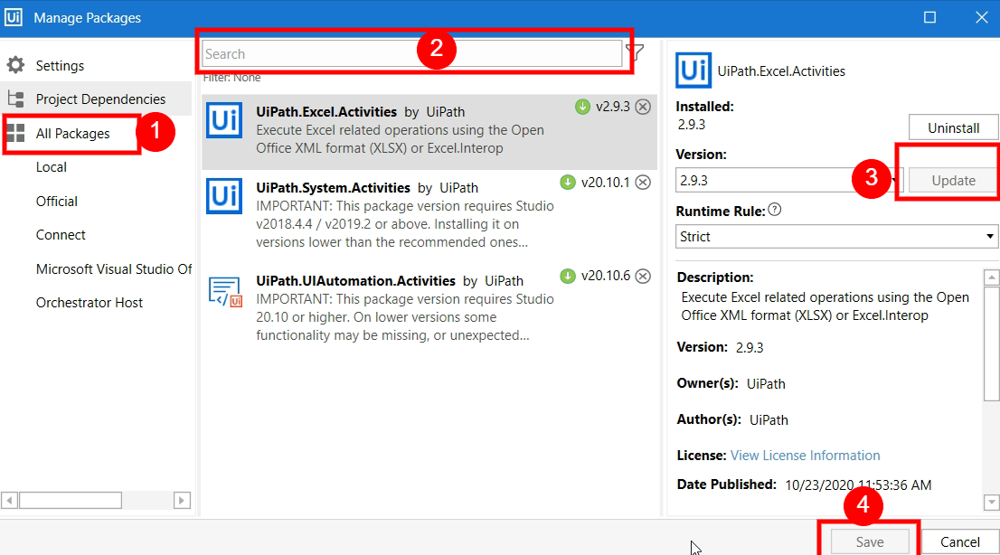 Ui Manage Packages
Settings
Project Dependencies
All Packages
1
Local
Official
Connect
Microsoft Visual Studio Of
Orchestrator Host
Search
2
Filter: None
Ui
UiPath.Excel.Activities by UiPath
v2.9.3
Execute Excel related operations using the Open
Office XML format (XLSX) or Excel.Interop
Ui
UiPath.System.Activities by UiPath
v20.10.1
IMPORTANT: This package version requires Studio
v2018.4.4 / v2019.2 or above. Installing it on
versions lower than the recommended ones...
Ui
UiPath.UIAutomation.Activities by UiPath
v20.10.6
IMPORTANT: This package version requires Studio
20.10 or higher. On lower versions some
functionality may be missing, or unexpected...
Ui UiPath.Excel.Activities
Installed:
2.9.3
Uninstall
Version:
2.9.3
3
Update
Runtime Rule: ?
Strict
Description:
Execute Excel related operations using the Open
Office XML format (XLSX) or Excel.Interop
Version: 2.9.3
Owner(s): UiPath
Author(s): UiPath
License: View License Information
Date Published: 10/23/2020 11:53:36 AM
4
Save
Cancel